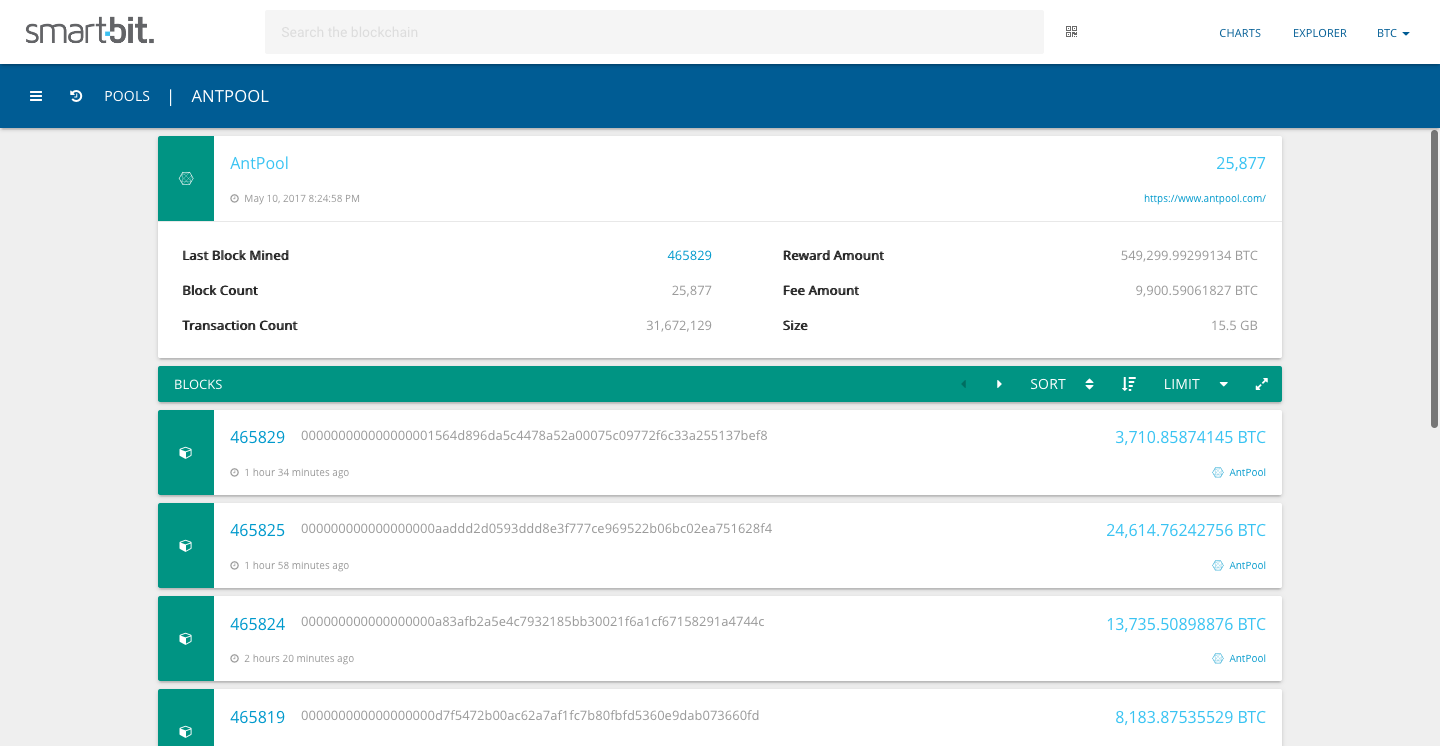 smartbit.
Search the blockchain
CHARTS EXPLORER BTC
POOLS | ANTPOOL
AntPool 25,877
May 10, 2017 8:24:58 PM https://www.antpool.com/
Last Block Mined 465829 Reward Amount 549,299.99299134 BTC
Block Count 25,877 Fee Amount 9,900.59061827 BTC
Transaction Count 31,672,129 Size 15.5 GB
BLOCKS SORT LIMIT
465829 000000000000000001564d896da5c4478a52a00075c09772f6c33a255137bef8 3,710.85874145 BTC
1 hour 34 minutes ago AntPool
465825 000000000000000000aaddd2d0593ddd8e3f777ce969522b06bc02ea751628f4 24,614.76242756 BTC
1 hour 58 minutes ago AntPool
465824 000000000000000000a83afb2a5e4c7932185bb30021f6a1cf67158291a4744c 13,735.50898876 BTC
2 hours 20 minutes ago AntPool
465819 000000000000000000d7f5472b00ac62a7af1fc7b80fbfd5360e9dab073660fd 8,183.87535529 BTC